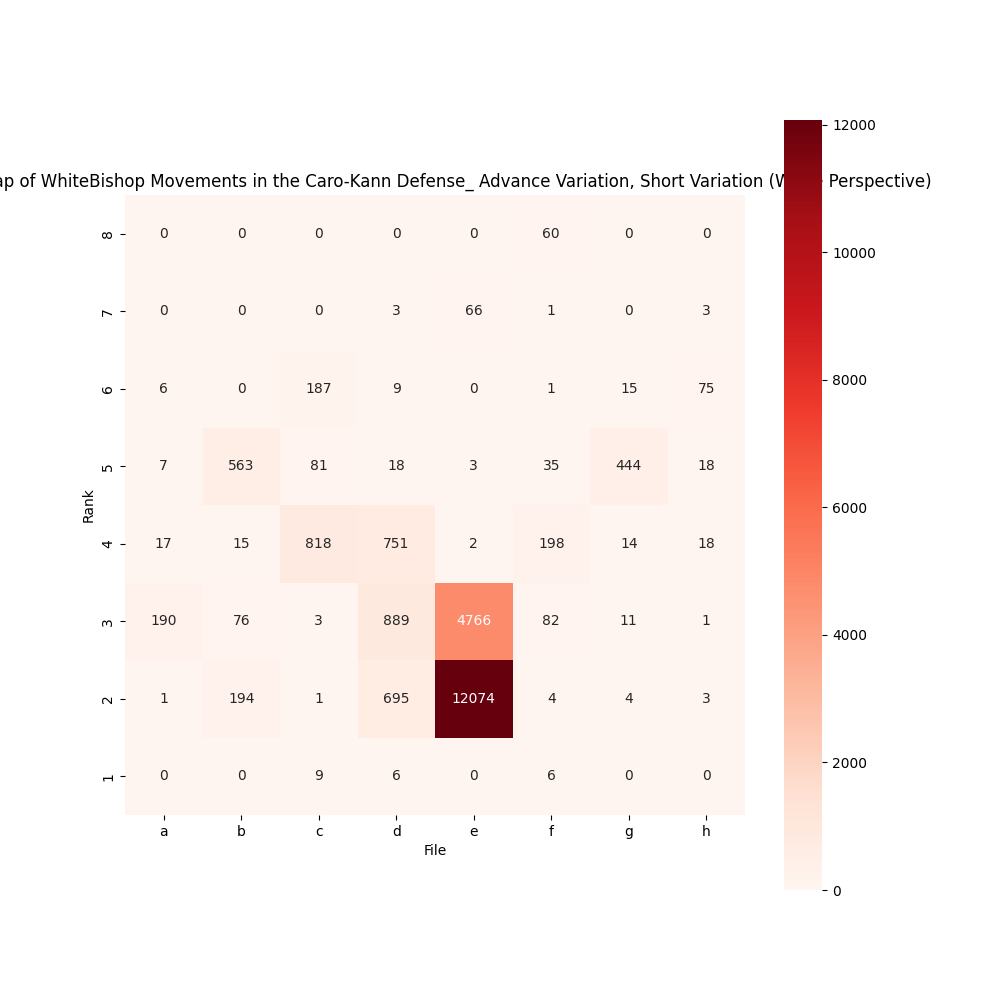 ap of WhiteBishop Movements in the Caro-Kann Defense_ Advance Variation, Short Variation (W Perspective)
12000
10000
8000
6000
4000
2000
0
Rank
8 0 0 0 0 0 60 0 0
7 0 0 0 3 66 1 0 3
6 6 0 187 9 0 1 15 75
5 7 563 81 18 3 35 444 18
4 17 15 818 751 2 198 14 18
3 190 76 3 889 4766 82 11 1
2 1 194 1 695 12074 4 4 3
1 0 0 9 6 0 6 0 0
a b c d e f g h
File